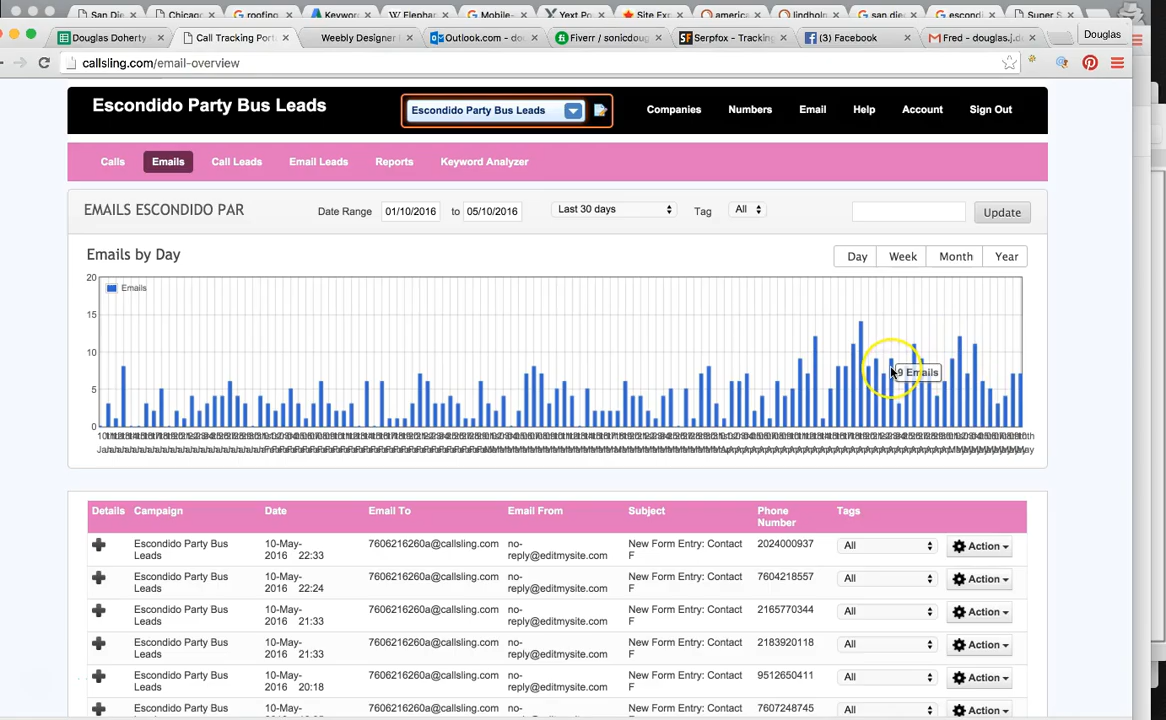 San Die
Chicag
roofing
Keywor
Elephar
Mobile-
Yext Po
Site Exp
americ
lindholn
san die
escond
Super S
Douglas Doherty
Call Tracking Port
Weebly Designer
Outlook.com - dou
Fiverr / sonicdoug
Serpfox - Tracking
(3) Facebook
Fred - douglas.j.d
Douglas
callsling.com/email-overview
Escondido Party Bus Leads
Escondido Party Bus Leads
Companies
Numbers
Email
Help
Account
Sign Out
Calls
Emails
Call Leads
Email Leads
Reports
Keyword Analyzer
EMAILS ESCONDIDO PAR
Date Range 01/10/2016 to 05/10/2016
Last 30 days
Tag All
Update
Emails by Day
Day Week Month Year
20
Emails
15
10
9 Emails
5
0
Details Campaign Date Email To Email From Subject Phone Tags
Number
Escondido Party Bus 10-May- 7606216260a@callsling.com no- New Form Entry: Contact 2024000937 All Action
Leads 2016 22:33 reply@editmysite.com F
Escondido Party Bus 10-May- 7606216260a@callsling.com no- New Form Entry: Contact 7604218557 All Action
Leads 2016 22:24 reply@editmysite.com F
Escondido Party Bus 10-May- 7606216260a@callsling.com no- New Form Entry: Contact 2165770344 All Action
Leads 2016 21:33 reply@editmysite.com F
Escondido Party Bus 10-May- 7606216260a@callsling.com no- New Form Entry: Contact 2183920118 All Action
Leads 2016 21:33 reply@editmysite.com F
Escondido Party Bus 10-May- 7606216260a@callsling.com no- New Form Entry: Contact 9512650411 All Action
Leads 2016 20:18 reply@editmysite.com F
Escondido Party Bus 10-May- 7606216260a@callsling.com no- New Form Entry: Contact 7607248745 All Action